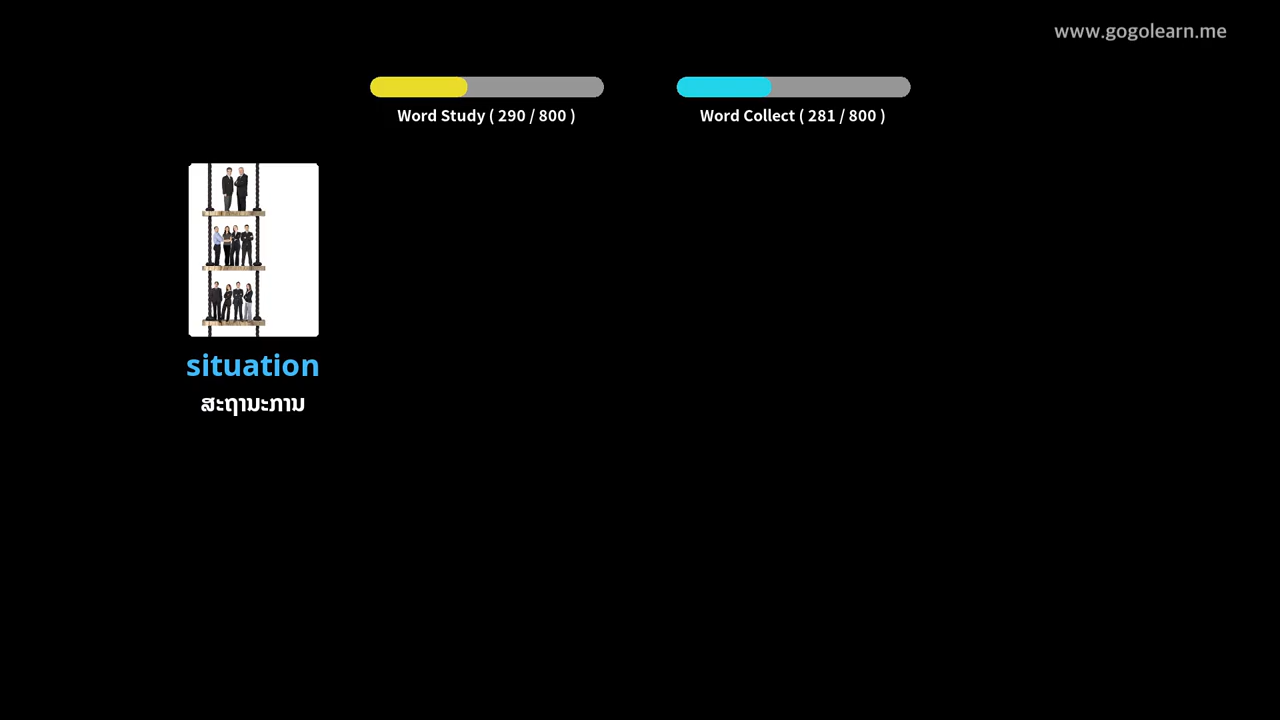 www.gogolearn.me
Word Study ( 290 / 800 )
Word Collect ( 281 / 800 )
situation
ສະຖານະການ